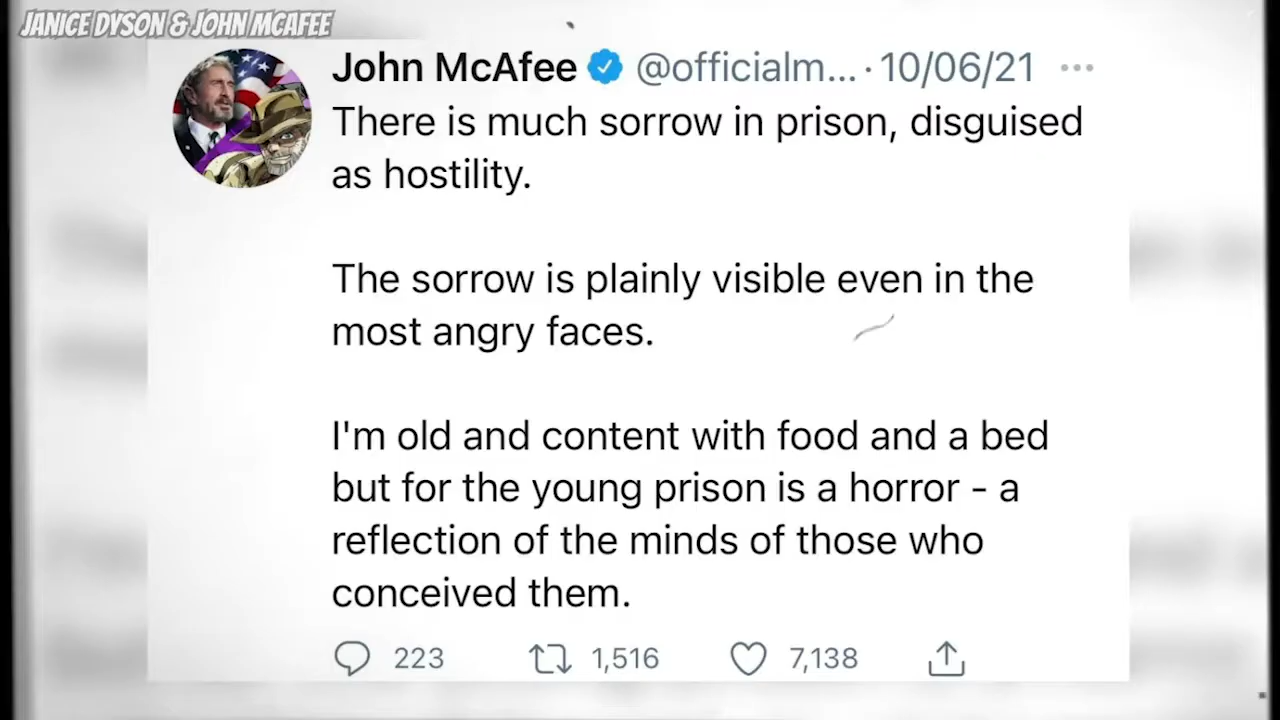 JANICE DYSON & JOHN MCAFEE
John McAfee @officialm... · 10/06/21
There is much sorrow in prison, disguised
as hostility.
The sorrow is plainly visible even in the
most angry faces.
I'm old and content with food and a bed
but for the young prison is a horror - a
reflection of the minds of those who
conceived them.
223 1,516 7,138